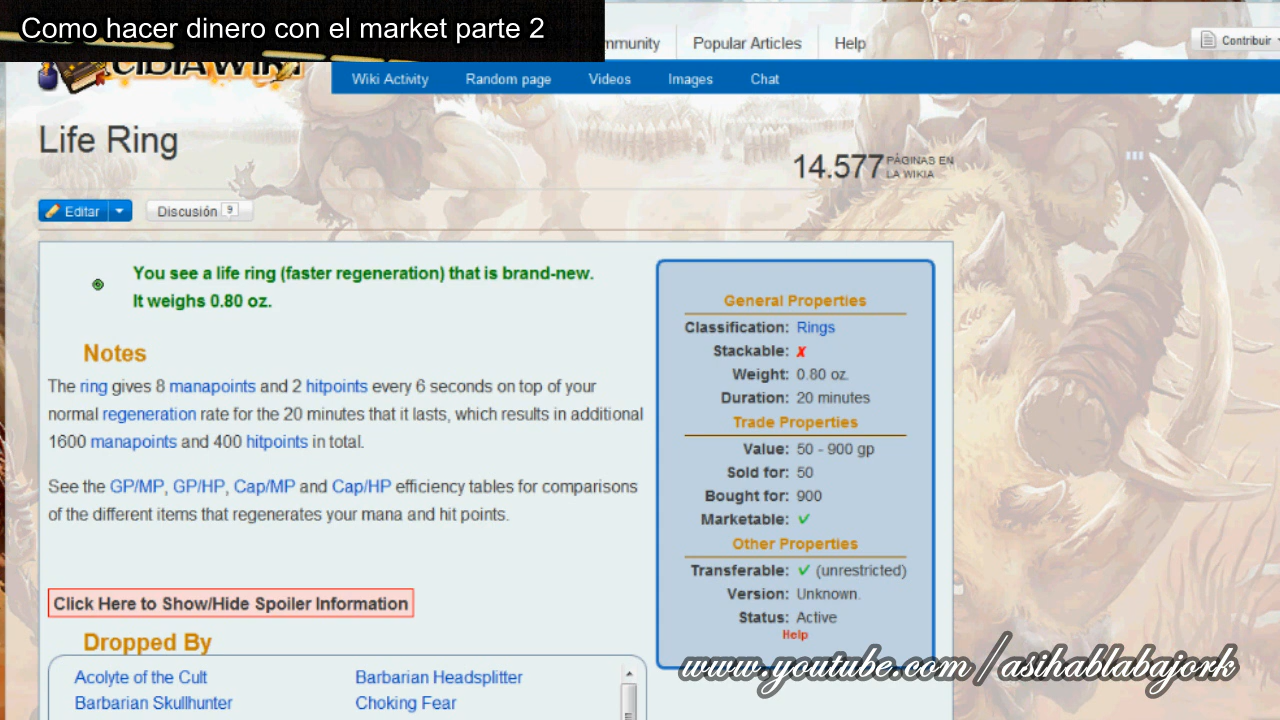 Como hacer dinero con el market parte 2
Popular Articles
Help
Contribuir
Wiki Activity
Random page
Videos
Images
Chat
Life Ring
14.577 PÁGINAS EN
LA WIKIA
Editar
Discusión 9
You see a life ring (faster regeneration) that is brand-new.
It weighs 0.80 oz.
Notes
The ring gives 8 manapoints and 2 hitpoints every 6 seconds on top of your
normal regeneration rate for the 20 minutes that it lasts, which results in additional
1600 manapoints and 400 hitpoints in total.
See the GP/MP, GP/HP, Cap/MP and Cap/HP efficiency tables for comparisons
of the different items that regenerates your mana and hit points.
Click Here to Show/Hide Spoiler Information
Dropped By
Acolyte of the Cult
Barbarian Headsplitter
Barbarian Skullhunter
Choking Fear
General Properties
Classification: Rings
Stackable: ✘
Weight: 0.80 oz.
Duration: 20 minutes
Trade Properties
Value: 50 - 900 gp
Sold for: 50
Bought for: 900
Marketable: ✓
Other Properties
Transferable: ✓ (unrestricted)
Version: Unknown.
Status: Active
Help
www.youtube.com/asihablabajork